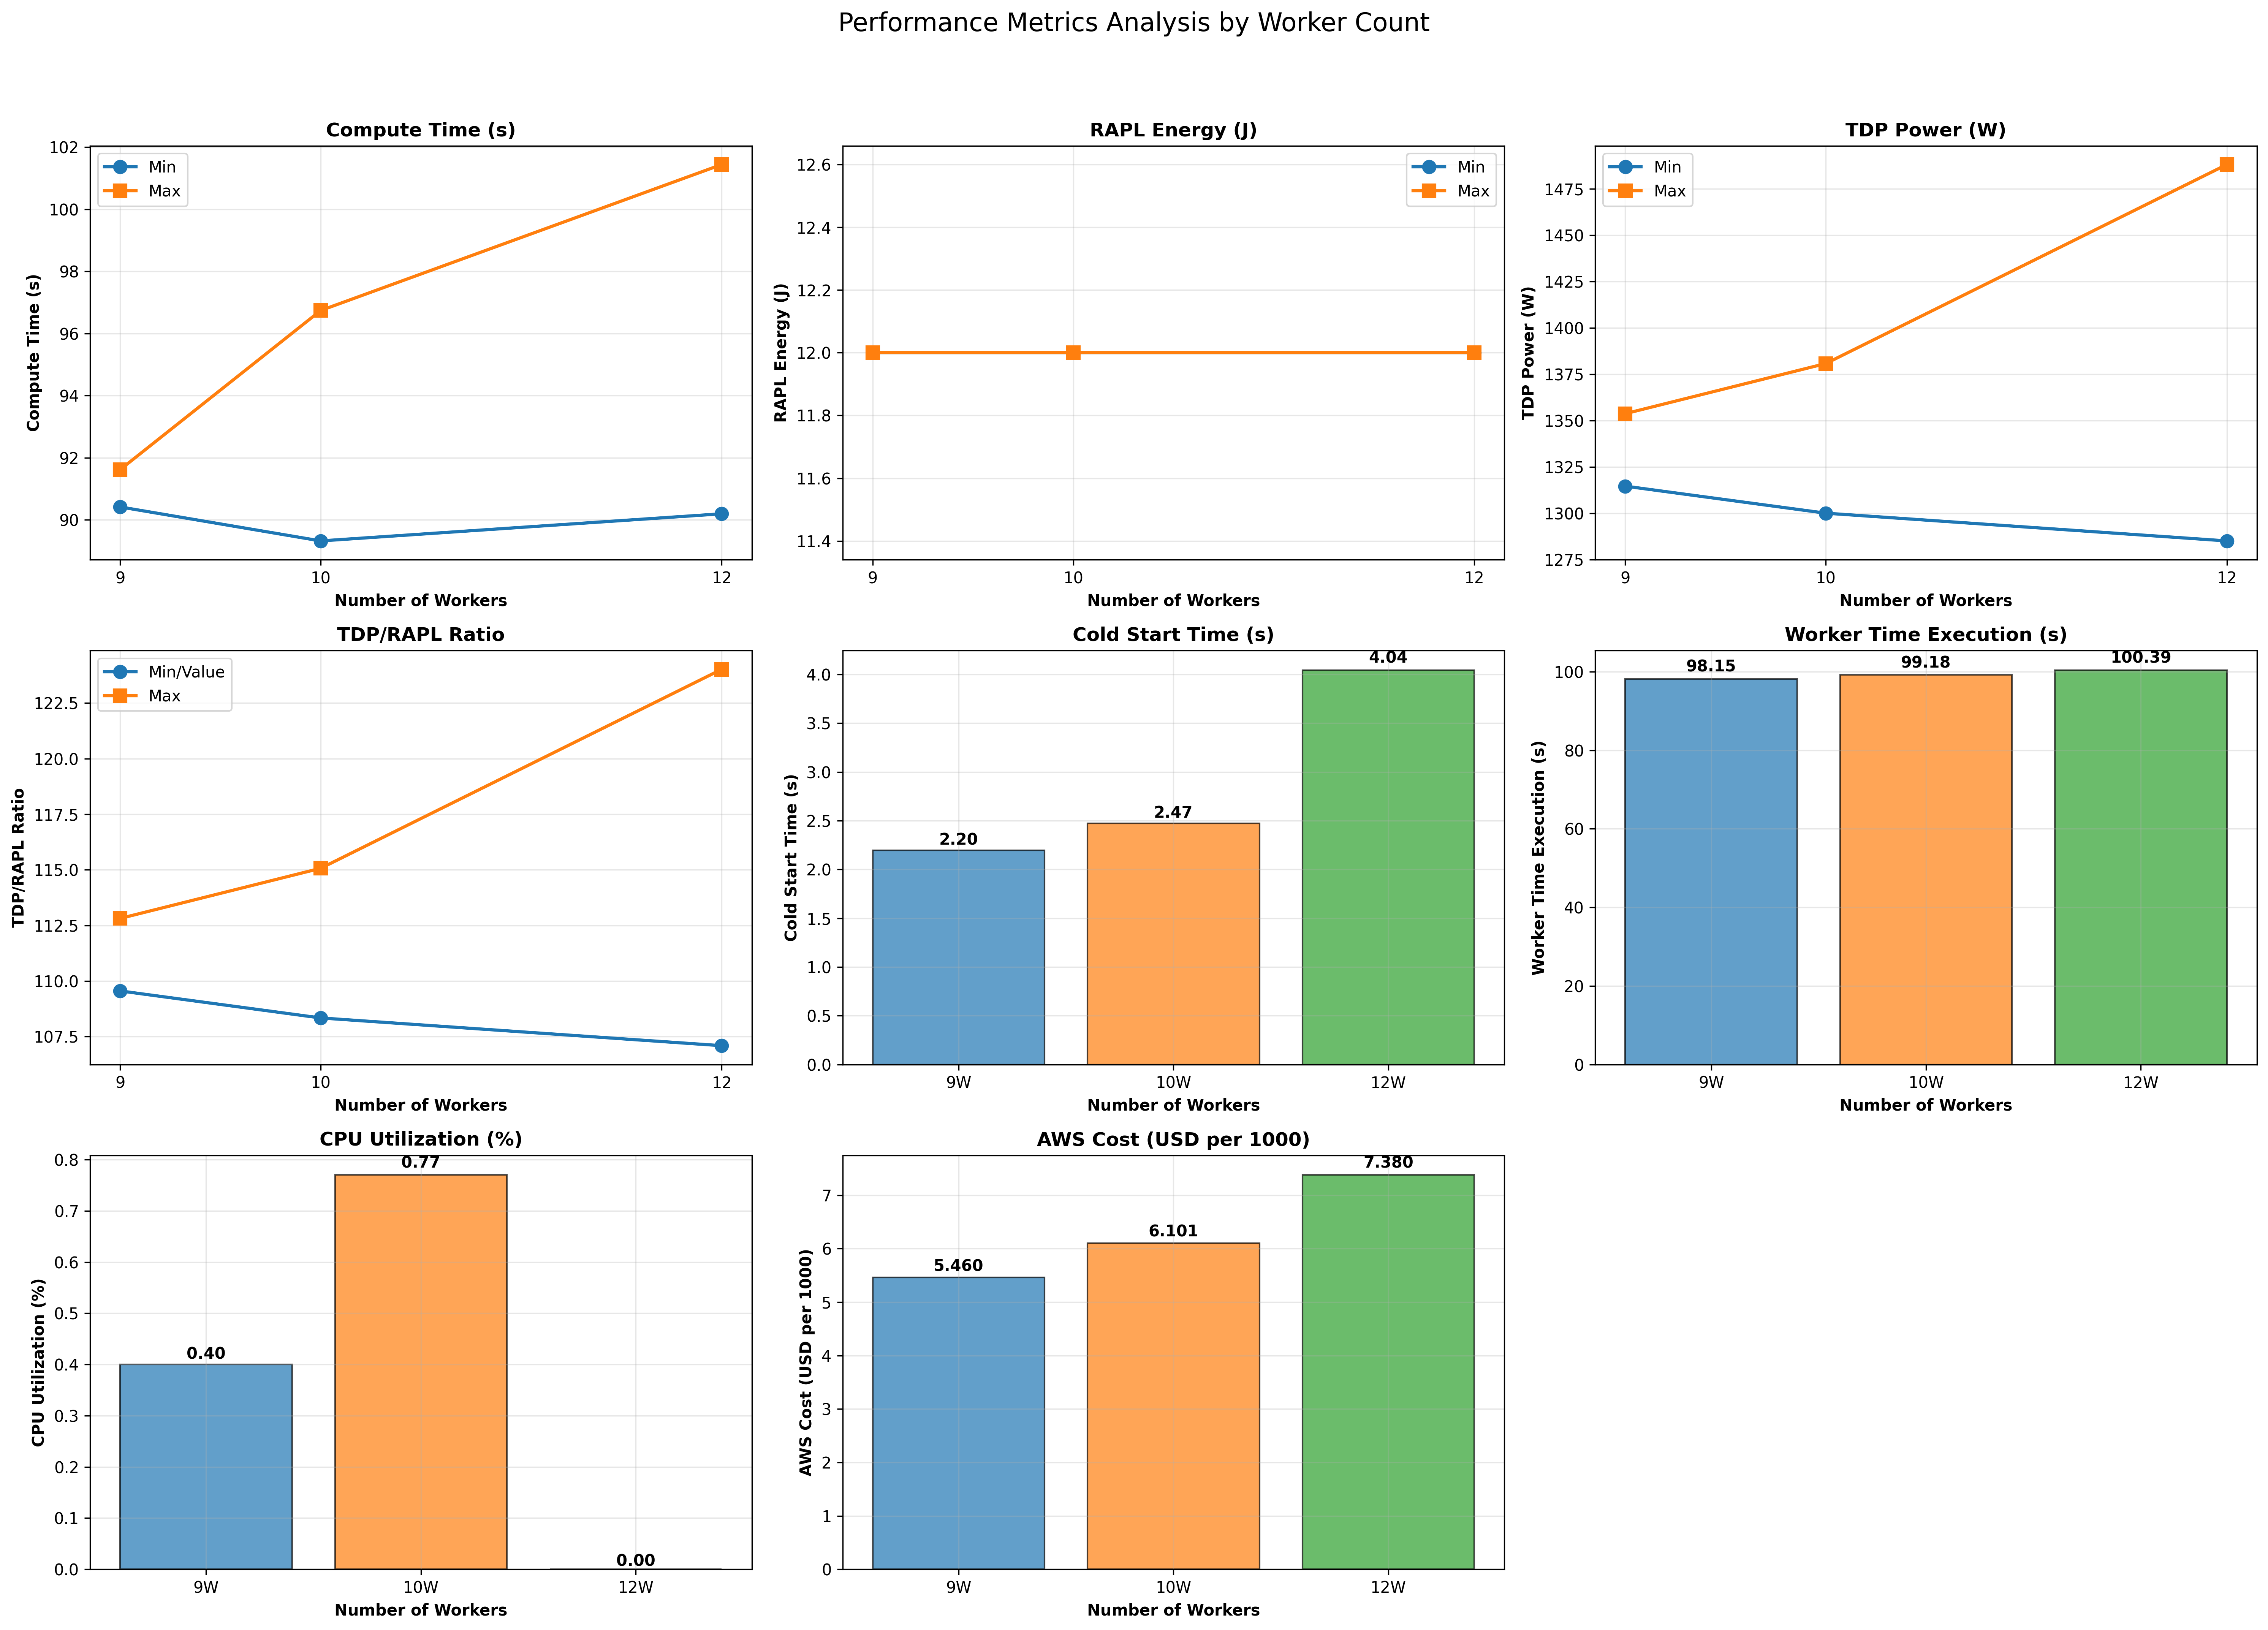 Performance Metrics Analysis by Worker Count
Compute Time (s)
Compute Time (s)
102
100
98
96
94
92
90
Min
Max
9
10
12
Number of Workers
RAPL Energy (J)
RAPL Energy (J)
12.6
12.4
12.2
12.0
11.8
11.6
11.4
Min
Max
9
10
12
Number of Workers
TDP Power (W)
TDP Power (W)
1475
1450
1425
1400
1375
1350
1325
1300
1275
Min
Max
9
10
12
Number of Workers
TDP/RAPL Ratio
TDP/RAPL Ratio
122.5
120.0
117.5
115.0
112.5
110.0
107.5
Min/Value
Max
9
10
12
Number of Workers
Cold Start Time (s)
Cold Start Time (s)
4.0
3.5
3.0
2.5
2.0
1.5
1.0
0.5
0.0
2.20
2.47
4.04
9W
10W
12W
Number of Workers
Worker Time Execution (s)
Worker Time Execution (s)
100
80
60
40
20
0
98.15
99.18
100.39
9W
10W
12W
Number of Workers
CPU Utilization (%)
CPU Utilization (%)
0.8
0.7
0.6
0.5
0.4
0.3
0.2
0.1
0.0
0.40
0.77
0.00
9W
10W
12W
Number of Workers
AWS Cost (USD per 1000)
AWS Cost (USD per 1000)
7
6
5
4
3
2
1
0
5.460
6.101
7.380
9W
10W
12W
Number of Workers